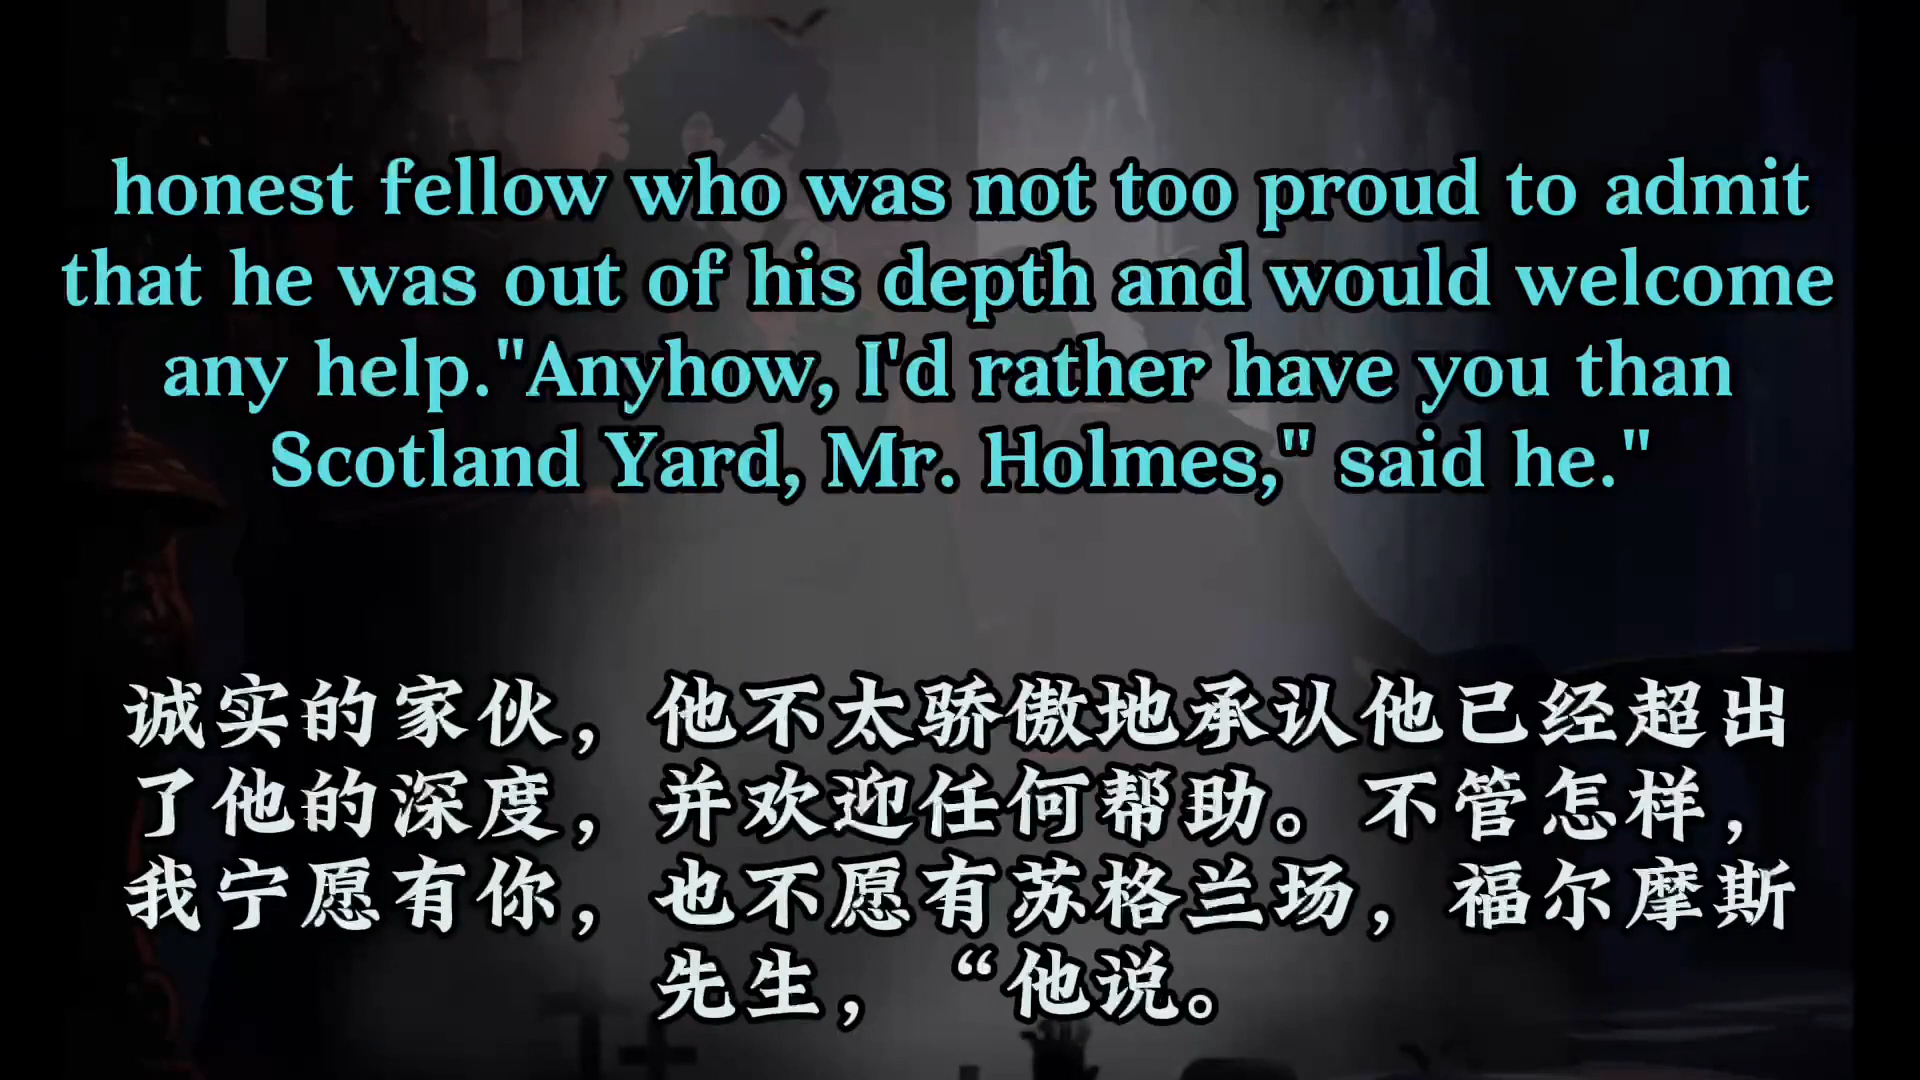 honest fellow who was not too proud to admit
that he was out of his depth and would welcome
any help."Anyhow, I'd rather have you than
Scotland Yard, Mr. Holmes," said he."
诚实的家伙，他不太骄傲地承认他已经超出
了他的深度，并欢迎任何帮助。不管怎样，
我宁愿有你，也不愿有苏格兰场，福尔摩斯
先生，“他说。